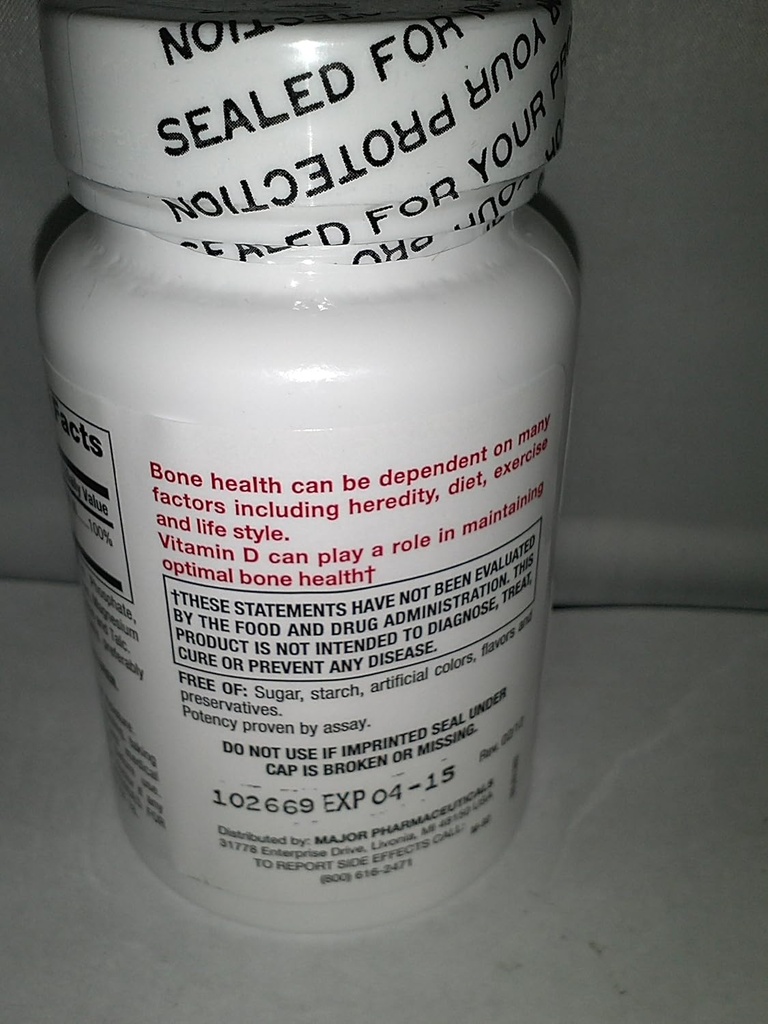 SEALED FOR
YOUR PROTECTION
SEALED FOR YOUR
Facts
Value
100%
Phosphate,
Bone health can be dependent on many
factors including heredity, diet, exercise
and life style.
Vitamin D can play a role in maintaining
optimal bone health†
†THESE STATEMENTS HAVE NOT BEEN EVALUATED
BY THE FOOD AND DRUG ADMINISTRATION. THIS
PRODUCT IS NOT INTENDED TO DIAGNOSE, TREAT,
CURE OR PREVENT ANY DISEASE.
FREE OF: Sugar, starch, artificial colors, flavors and
preservatives.
Potency proven by assay.
DO NOT USE IF IMPRINTED SEAL UNDER
CAP IS BROKEN OR MISSING.
Rev.
102669 EXP 04-15
Distributed by: MAJOR PHARMACEUTICALS
31778 Enterprise Drive, Livonia, MI 48150 USA
TO REPORT SIDE EFFECTS CALL:
(800) 616-2471